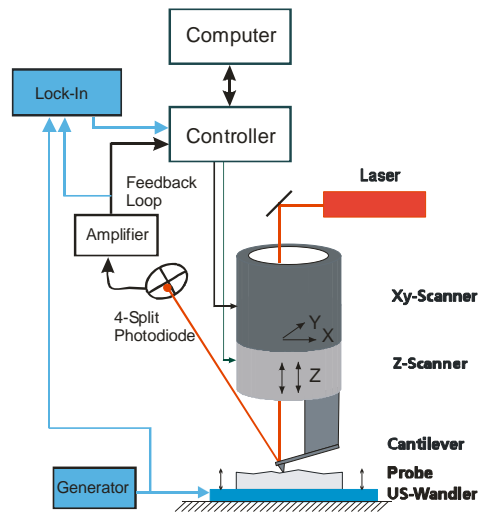 Computer
Lock-In
Controller
Laser
Feedback
Loop
Amplifier
4-Split
Photodiode
Xy-Scanner
Y
X
Z-Scanner
Z
Cantilever
Probe
Generator
US-Wandler